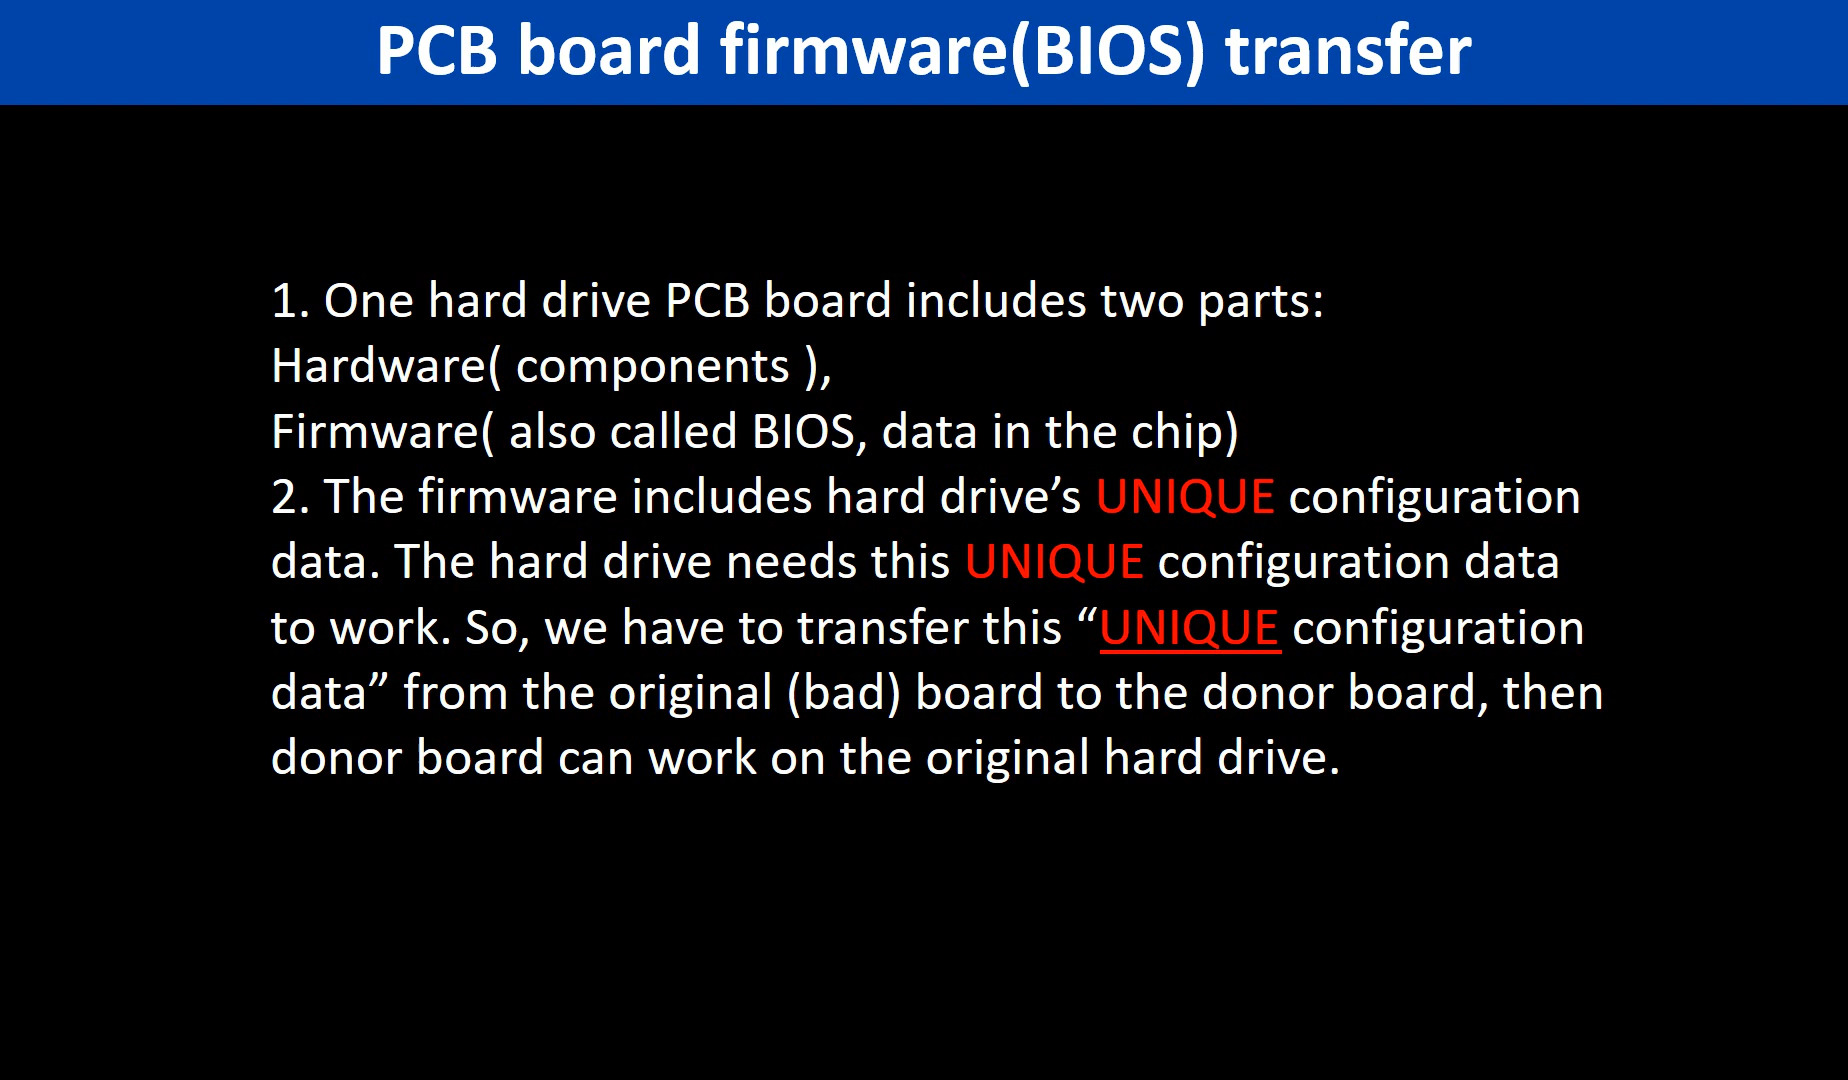 PCB board firmware(BIOS) transfer
1. One hard drive PCB board includes two parts:
Hardware( components ),
Firmware( also called BIOS, data in the chip)
2. The firmware includes hard drive’s UNIQUE configuration
data. The hard drive needs this UNIQUE configuration data
to work. So, we have to transfer this “UNIQUE configuration
data” from the original (bad) board to the donor board, then
donor board can work on the original hard drive.